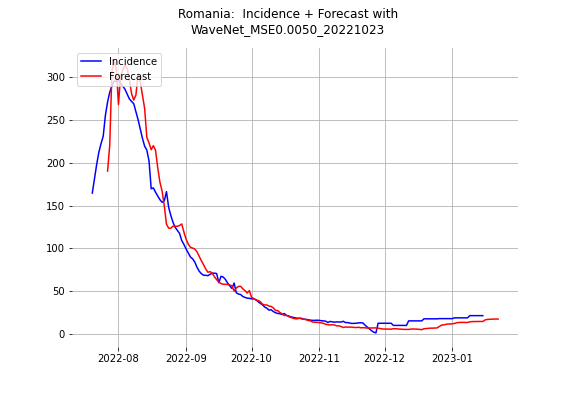 Romania:  Incidence + Forecast with
WaveNet_MSE0.0050_20221023
Incidence
Forecast
300
250
200
150
100
50
0
2022-08 2022-09 2022-10 2022-11 2022-12 2023-01